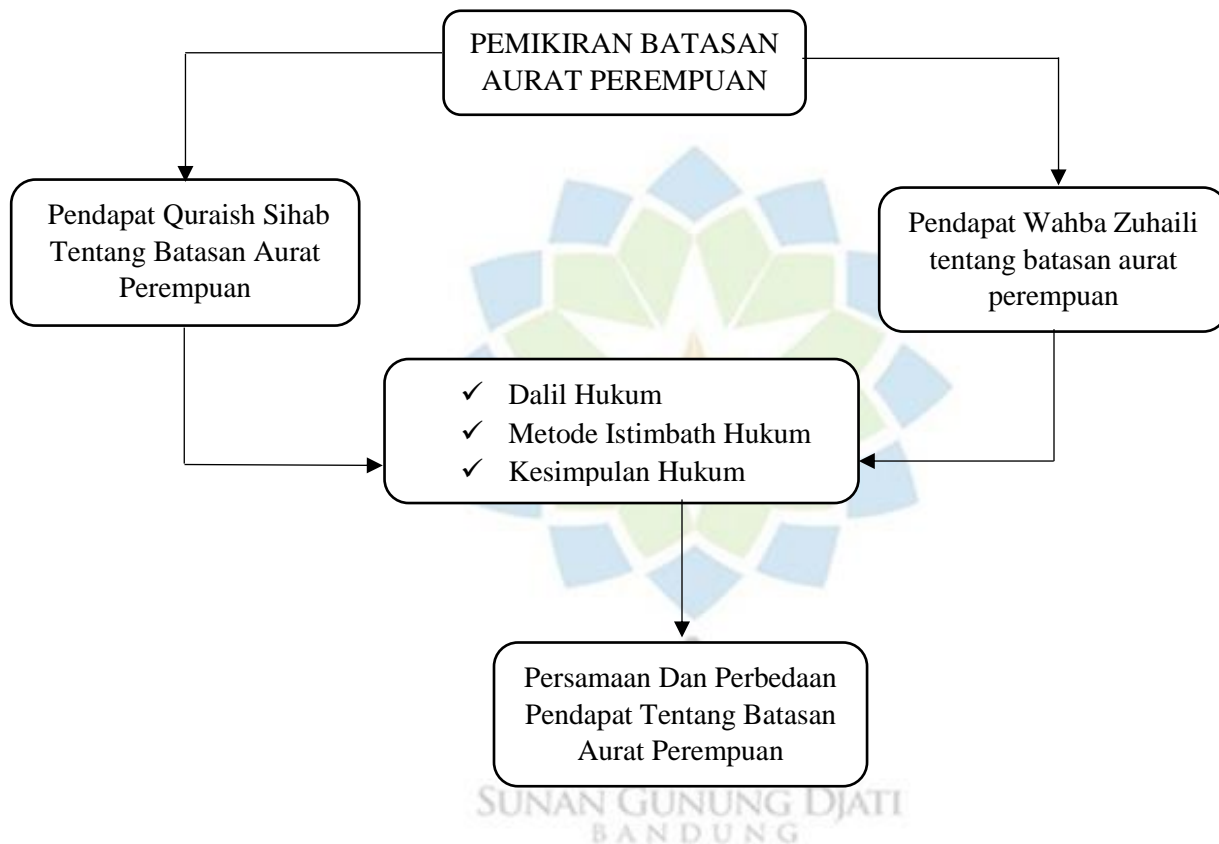 PEMIKIRAN BATASAN
AURAT PEREMPUAN
Pendapat Quraish Sihab
Tentang Batasan Aurat
Perempuan
Pendapat Wahba Zuhaili
tentang batasan aurat
perempuan
✓ Dalil Hukum
✓ Metode Istimbath Hukum
✓ Kesimpulan Hukum
Persamaan Dan Perbedaan
Pendapat Tentang Batasan
Aurat Perempuan
SUNAN GUNUNG DJATI
BANDUNG